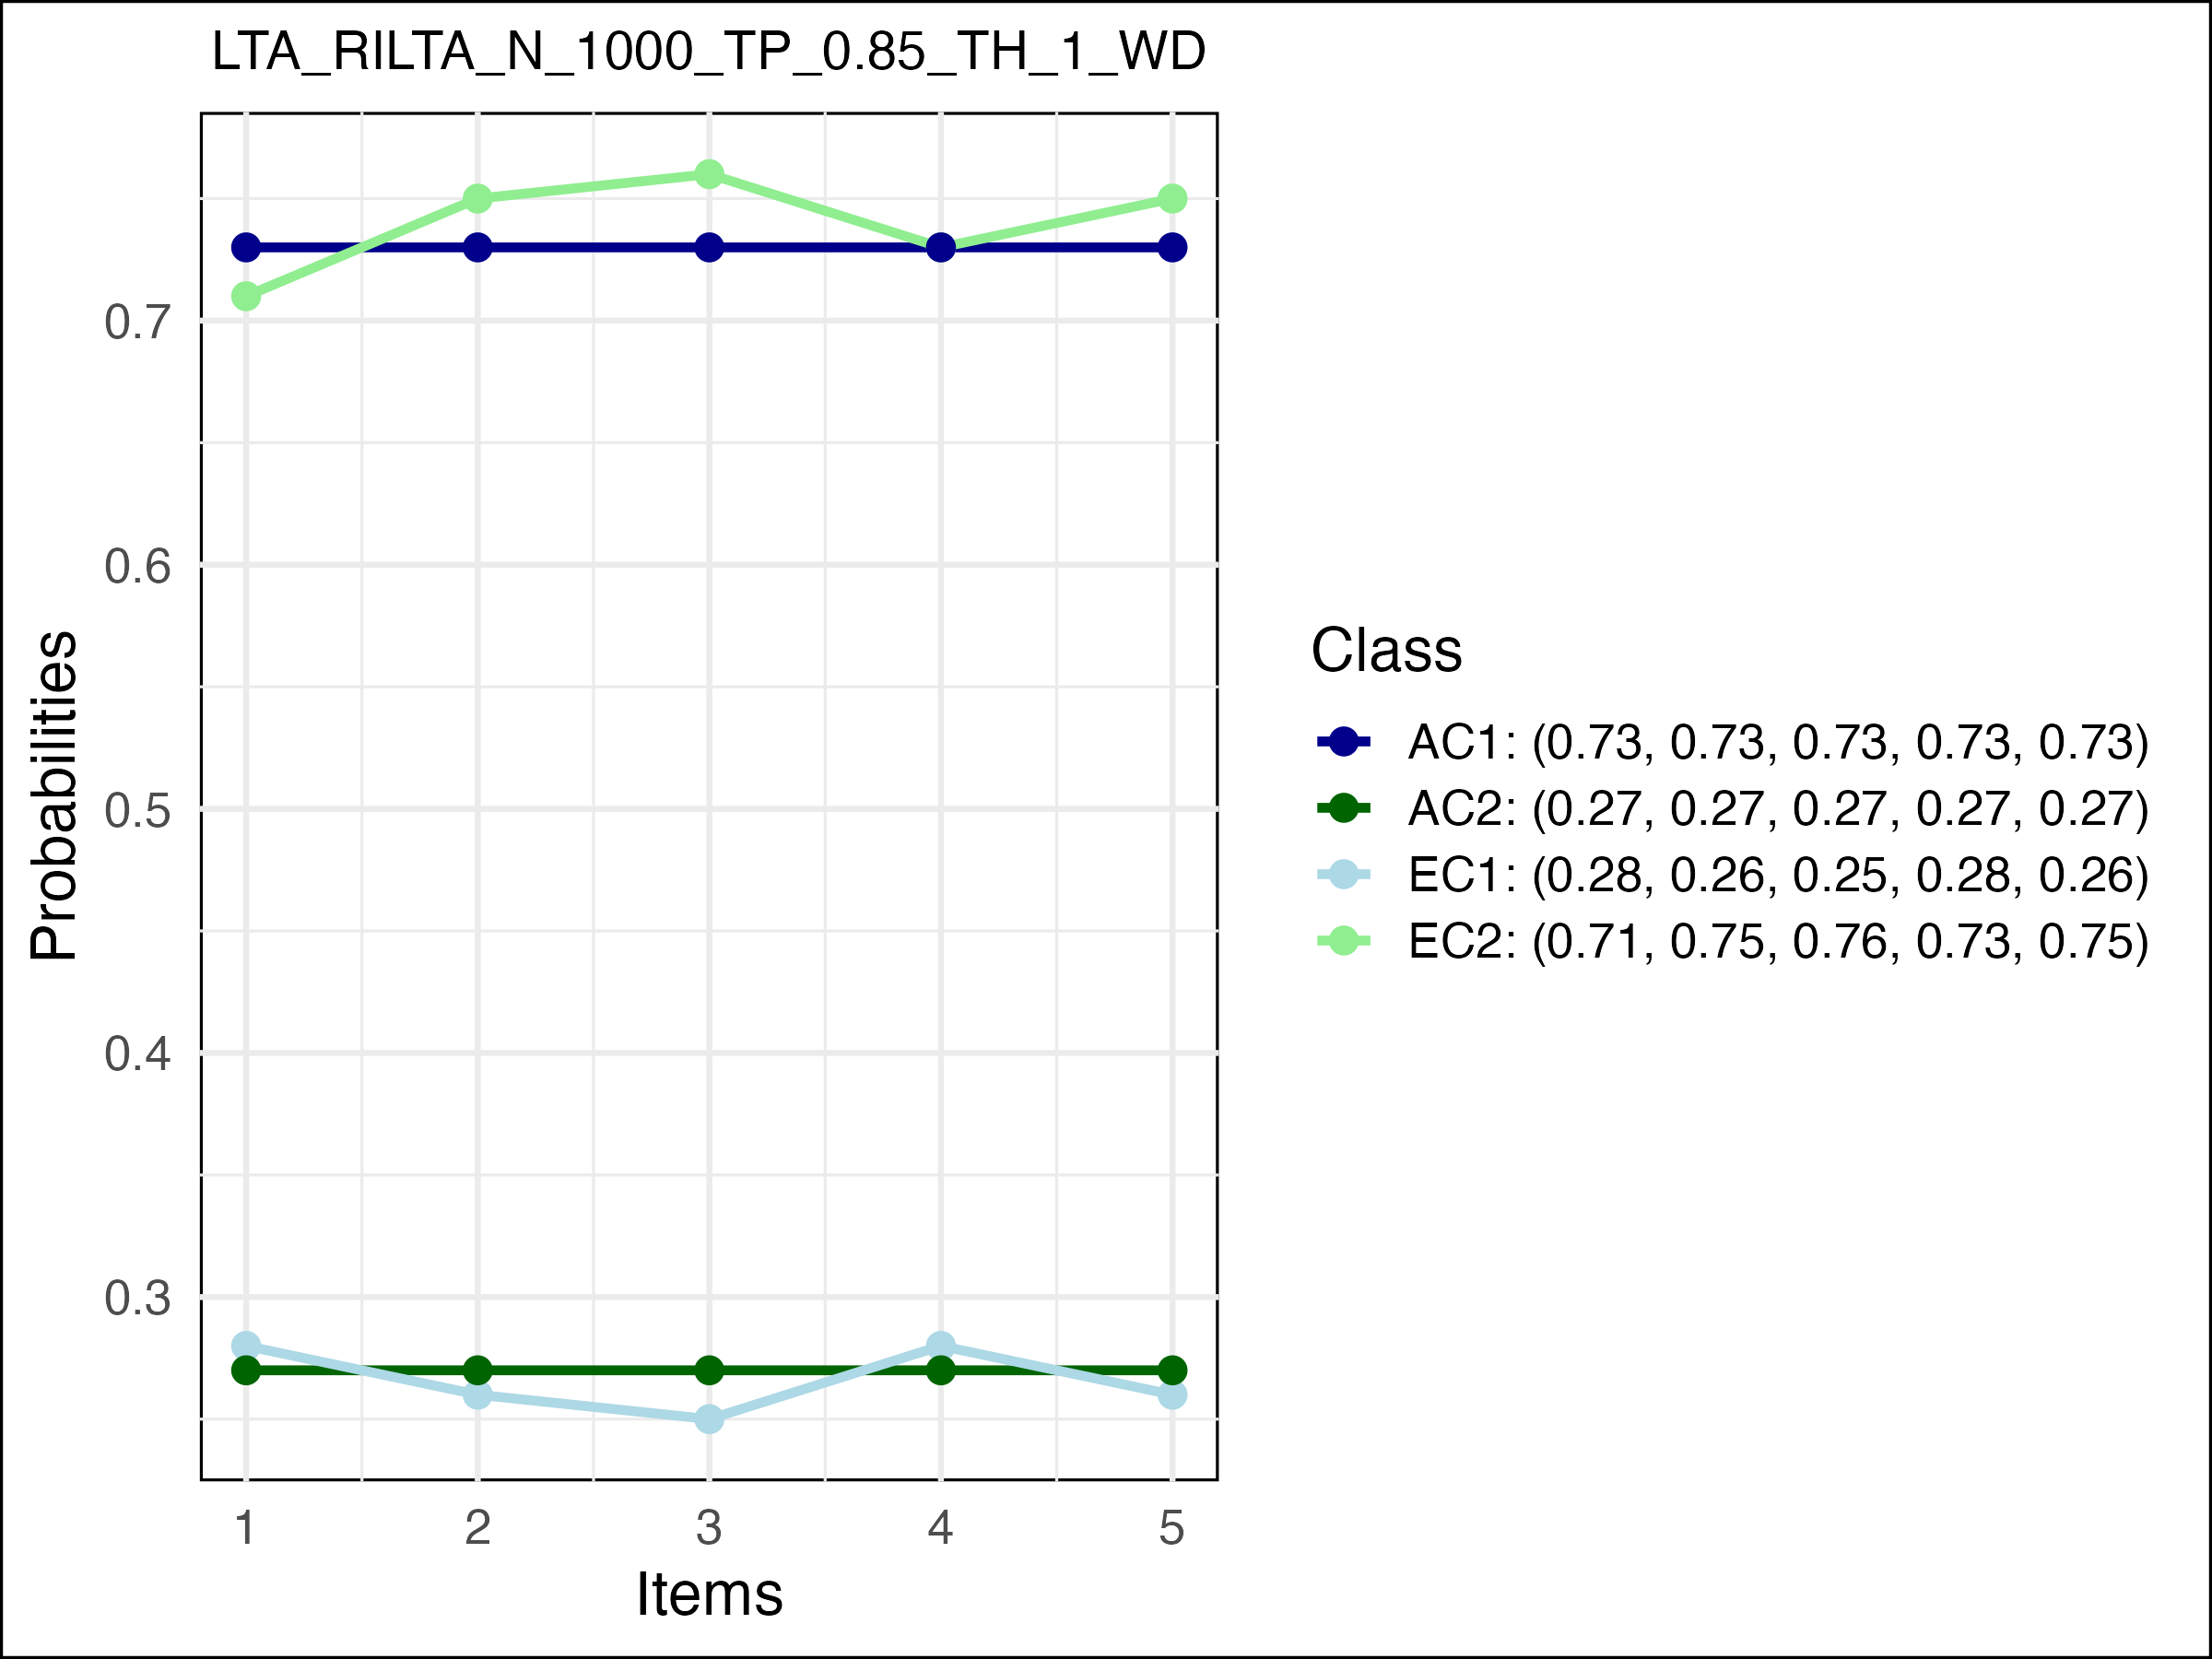 LTA_RILTA_N_1000_TP_0.85_TH_1_WD
Probabilities
0.7
0.6
0.5
0.4
0.3
1 2 3 4 5
Items
Class
AC1: (0.73, 0.73, 0.73, 0.73, 0.73)
AC2: (0.27, 0.27, 0.27, 0.27, 0.27)
EC1: (0.28, 0.26, 0.25, 0.28, 0.26)
EC2: (0.71, 0.75, 0.76, 0.73, 0.75)